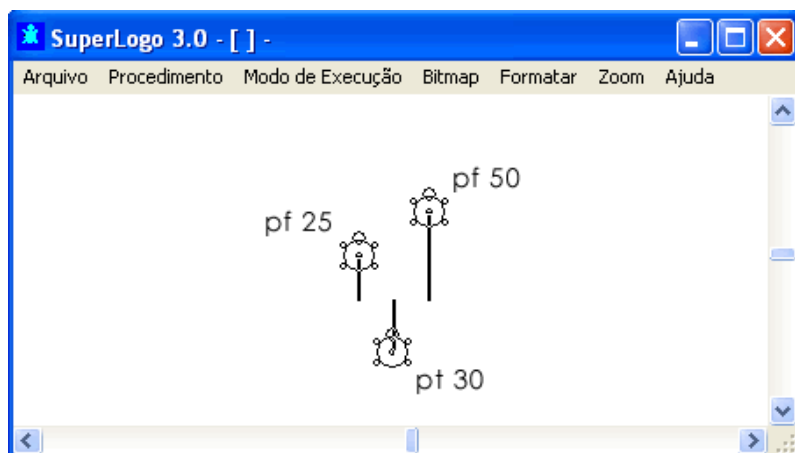 SuperLogo 3.0 - [ ] -
Arquivo Procedimento Modo de Execução Bitmap Formatar Zoom Ajuda
pf 50
pf 25
pt 30